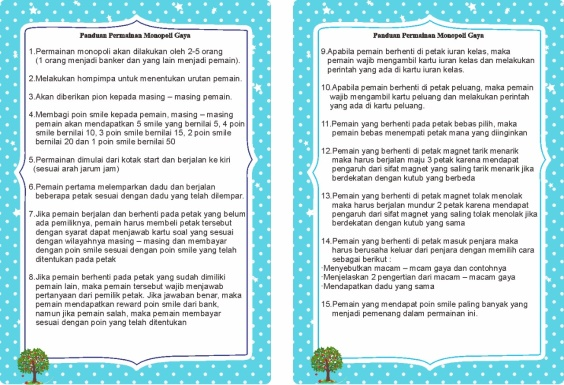 Panduan Permainan Monopoli Gaya
1.Permainan monopoli akan dilakukan oleh 2-5 orang
(1 orang menjadi banker dan yang lain menjadi pemain).
2.Melakukan hompimpa untuk menentukan urutan pemain.
3.Akan diberikan pion kepada masing – masing pemain.
4.Membagi poin smile kepada pemain, masing – masing
pemain akan mendapatkan 5 smile yang bernilai 5, 4 poin
smile bernilai 10, 3 poin smile bernilai 15, 2 poin smile
bernilai 20 dan 1 poin smile bernilai 50
5.Permainan dimulai dari kotak start dan berjalan ke kiri
(sesuai arah jarum jam)
6.Pemain pertama melemparkan dadu dan berjalan
beberapa petak sesuai dengan dadu yang telah dilempar.
7.Jika pemain berjalan dan berhenti pada petak yang belum
ada pemiliknya, pemain harus membeli petak tersebut
dengan syarat dapat menjawab kartu soal yang sesuai
dengan wilayahnya masing – masing dan membayar
dengan poin smile sesuai dengan poin smile yang telah
ditentukan pada petak
8.Jika pemain berhenti pada petak yang sudah dimiliki
pemain lain, maka pemain tersebut wajib menjawab
pertanyaan dari pemilik petak. Jika jawaban benar, maka
pemain mendapatkan reward poin smile dari bank,
namun jika pemain salah, maka pemain membayar
sesuai dengan poin yang telah ditentukan
Panduan Permainan Monopoli Gaya
9.Apabila pemain berhenti di petak iuran kelas, maka
pemain wajib mengambil kartu iuran kelas dan melakukan
perintah yang ada di kartu iuran kelas.
10.Apabila pemain berhenti di petak peluang, maka pemain
wajib mengambil kartu peluang dan melakukan perintah
yang ada di kartu peluang.
11.Pemain yang berhenti pada petak bebas pilih, maka
pemain bebas menempati petak mana yang diinginkan
12.Pemain yang berhenti di petak magnet tarik menarik
maka harus berjalan maju 3 petak karena mendapat
pengaruh dari sifat magnet yang saling tarik menarik jika
berdekatan dengan kutub yang berbeda
13.Pemain yang berhenti di petak magnet tolak menolak
maka harus berjalan mundur 2 petak karena mendapat
pengaruh dari sifat magnet yang saling tolak menolak jika
berdekatan dengan kutub yang sama
14.Pemain yang berhenti di petak masuk penjara maka
harus berusaha keluar dari penjara dengan memilih cara
sebagai berikut :
·Menyebutkan macam – mcam gaya dan contohnya
·Menjelaskan 2 pengertian dari macam – macam gaya
·Mendapatkan dadu yang sama
15.Pemain yang mendapat poin smile paling banyak yang
menjadi pemenang dalam permainan ini.